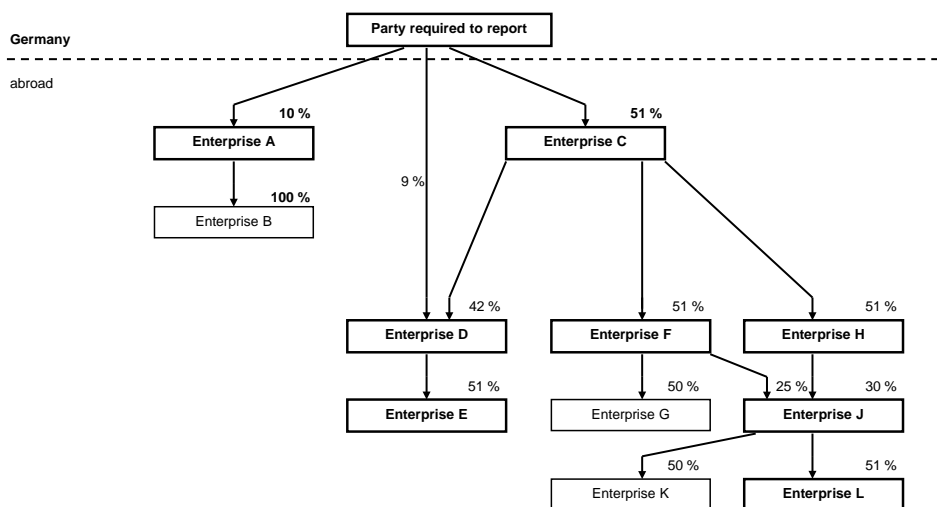 Party required to report
Germany
abroad
10 %
51 %
Enterprise A
Enterprise C
9 %
100 %
Enterprise B
42 %
51 %
51 %
Enterprise D
Enterprise F
Enterprise H
51 %
50 %
25 %
30 %
Enterprise E
Enterprise G
Enterprise J
50 %
51 %
Enterprise K
Enterprise L